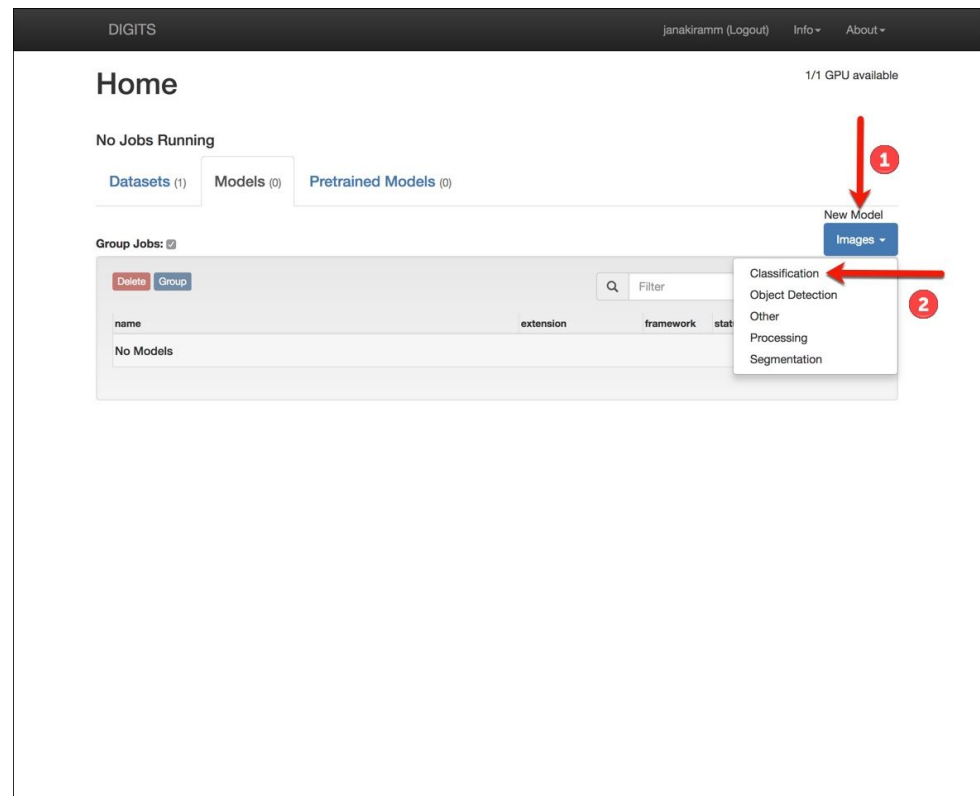 DIGITS janakiramm (Logout) Info About
Home 1/1 GPU available
No Jobs Running
1
Datasets (1) Models (0) Pretrained Models (0)
New Model
Group Jobs: Images
Delete Group Filter Classification
Object Detection 2
name extension framework Other
Processing
No Models Segmentation